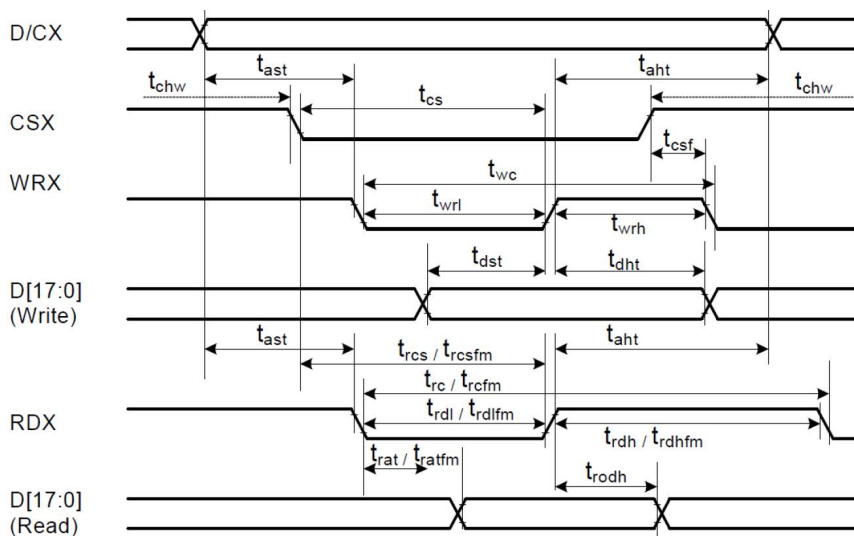 D/CX
t_ast t_aht
t_chw t_cs t_chw
CSX
t_csf
WRX t_wc
t_wrl t_wrh
t_dst t_dht
D[17:0]
(Write)
t_ast t_rcs / t_rcsfm t_aht
t_rc / t_rcfm
RDX t_rdl / t_rdlfm
t_rdh / t_rdhfm
t_rat / t_ratfm
t_rodh
D[17:0]
(Read)